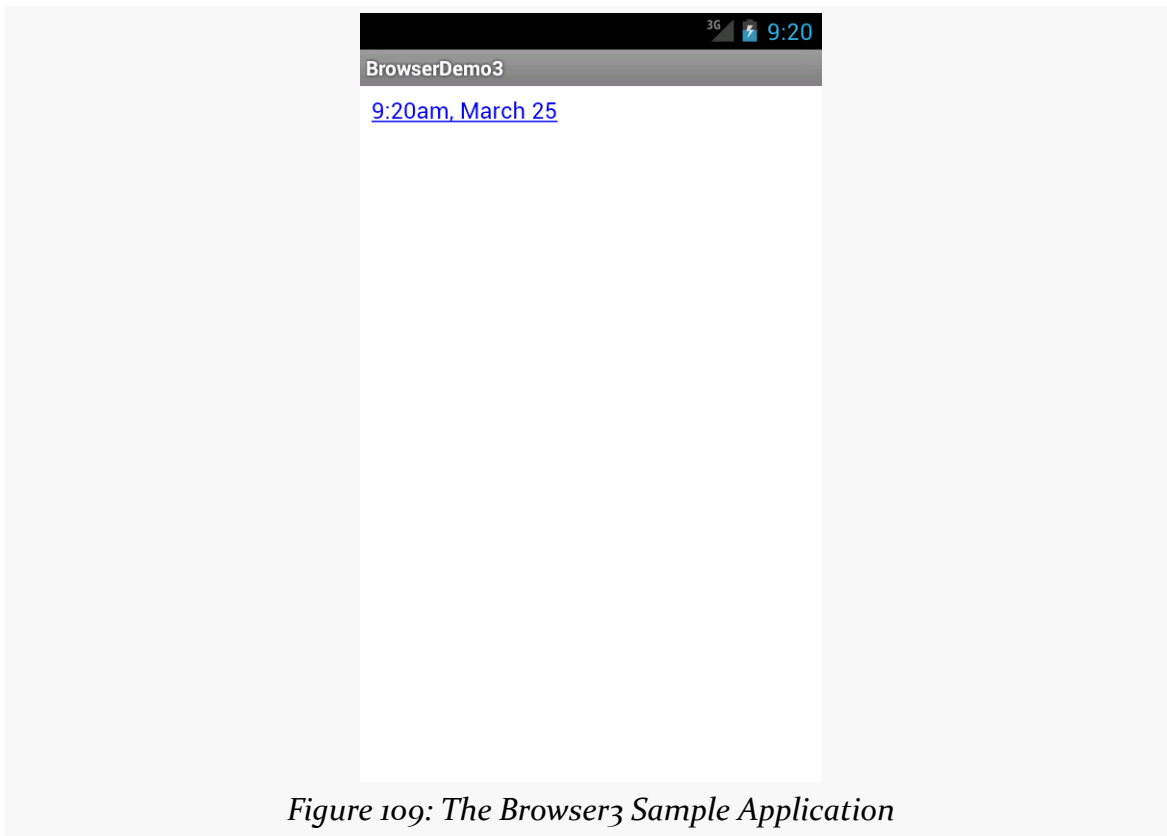 3G 9:20
BrowserDemo3
9:20am, March 25
Figure 109: The Browser3 Sample Application